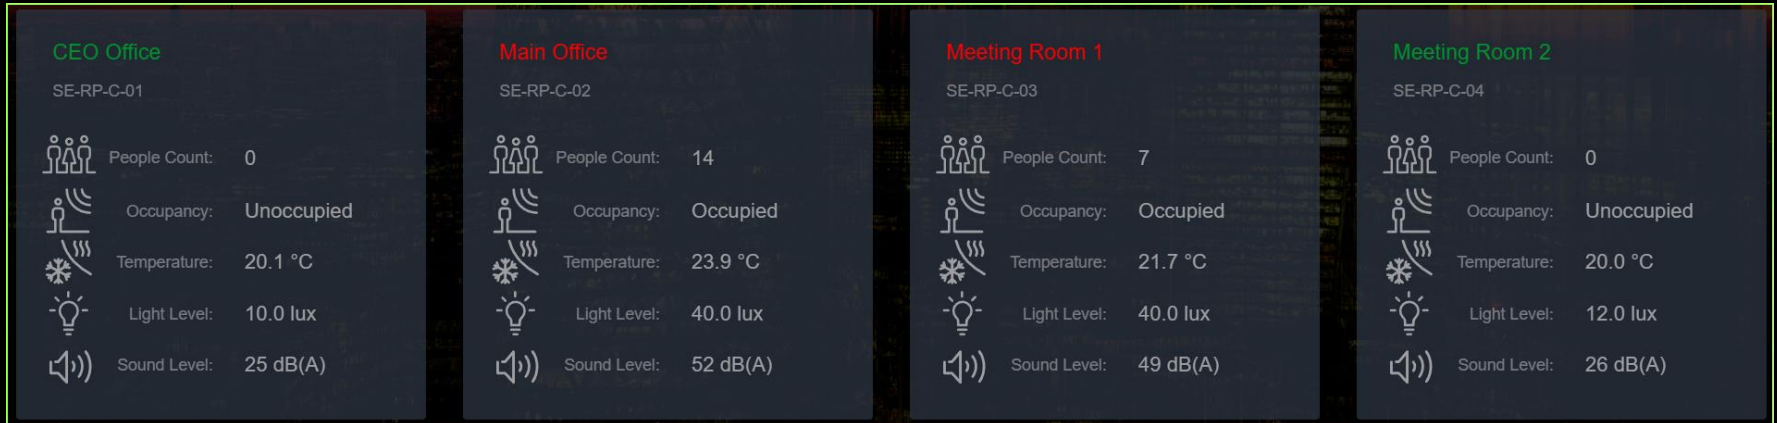 CEO Office
SE-RP-C-01
People Count: 0
Occupancy: Unoccupied
Temperature: 20.1 °C
Light Level: 10.0 lux
Sound Level: 25 dB(A)
Main Office
SE-RP-C-02
People Count: 14
Occupancy: Occupied
Temperature: 23.9 °C
Light Level: 40.0 lux
Sound Level: 52 dB(A)
Meeting Room 1
SE-RP-C-03
People Count: 7
Occupancy: Occupied
Temperature: 21.7 °C
Light Level: 40.0 lux
Sound Level: 49 dB(A)
Meeting Room 2
SE-RP-C-04
People Count: 0
Occupancy: Unoccupied
Temperature: 20.0 °C
Light Level: 12.0 lux
Sound Level: 26 dB(A)